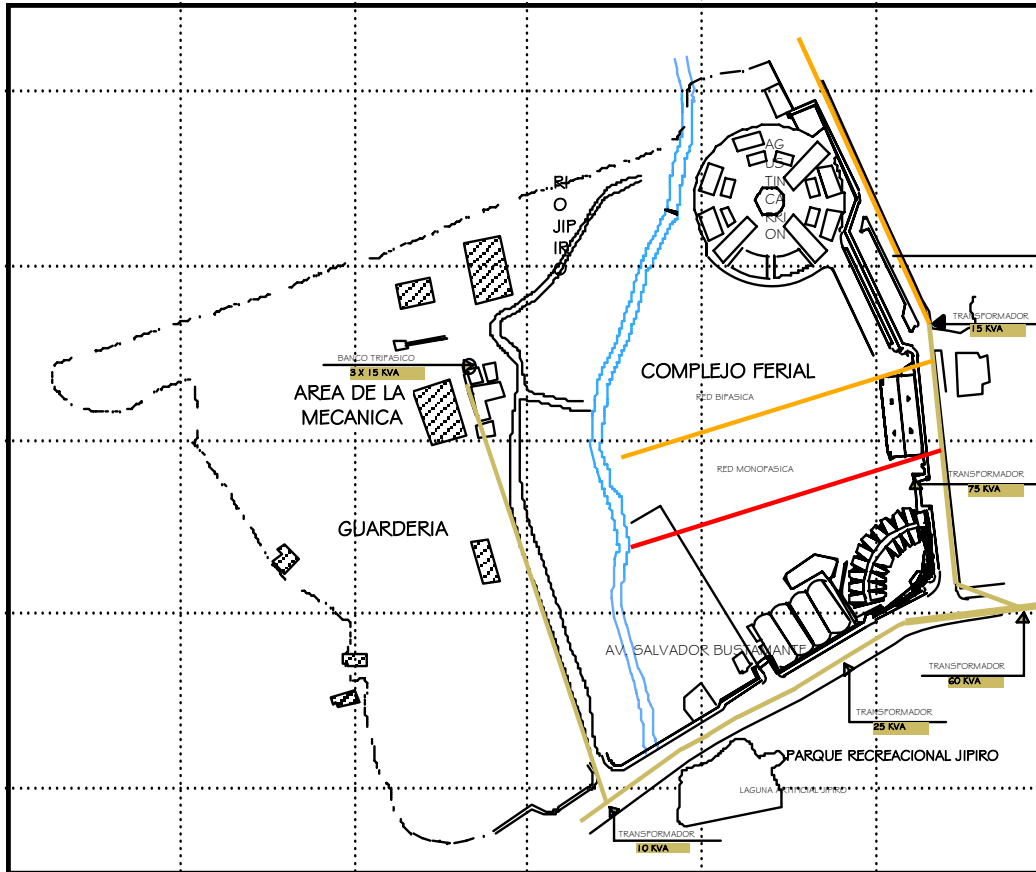 AG
US
TIN
CA
RRI
ON
RI
O
JIP
IR
O
TRANSFORMADOR
15 KVA
BANCO TRIFASICO
3 X 15 KVA
COMPLEJO FERIAL
AREA DE LA
MECANICA
RED BIFASICA
RED MONOFASICA
TRANSFORMADOR
75 KVA
GUARDERIA
AV. SALVADOR BUSTAMANTE
TRANSFORMADOR
60 KVA
TRANSFORMADOR
25 KVA
PARQUE RECREACIONAL JIPIRO
LAGUNA ARTIFICIAL JIPIRO
TRANSFORMADOR
10 KVA